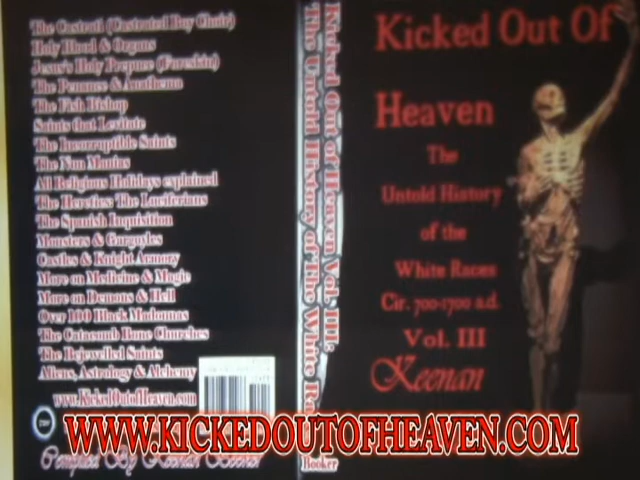 The Castrati (Castrated Boy Choir)
Holy Blood & Organs
Jesus's Holy Prepuce (Foreskin)
The Penance & Anathema
The Fish Bishop
Saints that Levitate
The Incorruptible Saints
The Nun Monias
All Religious Holidays explained
The Heretics: The Luciferians
The Spanish Inquisition
Monsters & Gargoyles
Castles & Knight Armory
More on Medicine & Magic
More on Demons & Hell
Over 100 Black Madonnas
The Catacomb Bone Churches
The Bejewelled Saints
Aliens, Astrology & Alchemy
www.KickedOutofHeaven.com
Compiled By Keenan Booker
Kicked Out of Heaven Vol. III:
The Untold History of The White Ra
Booker
Kicked Out Of
Heaven
The
Untold History
of the
White Races
Cir. 700-1700 a.d.
Vol. III
Keenan
WWW.KICKEDOUTOFHEAVEN.COM